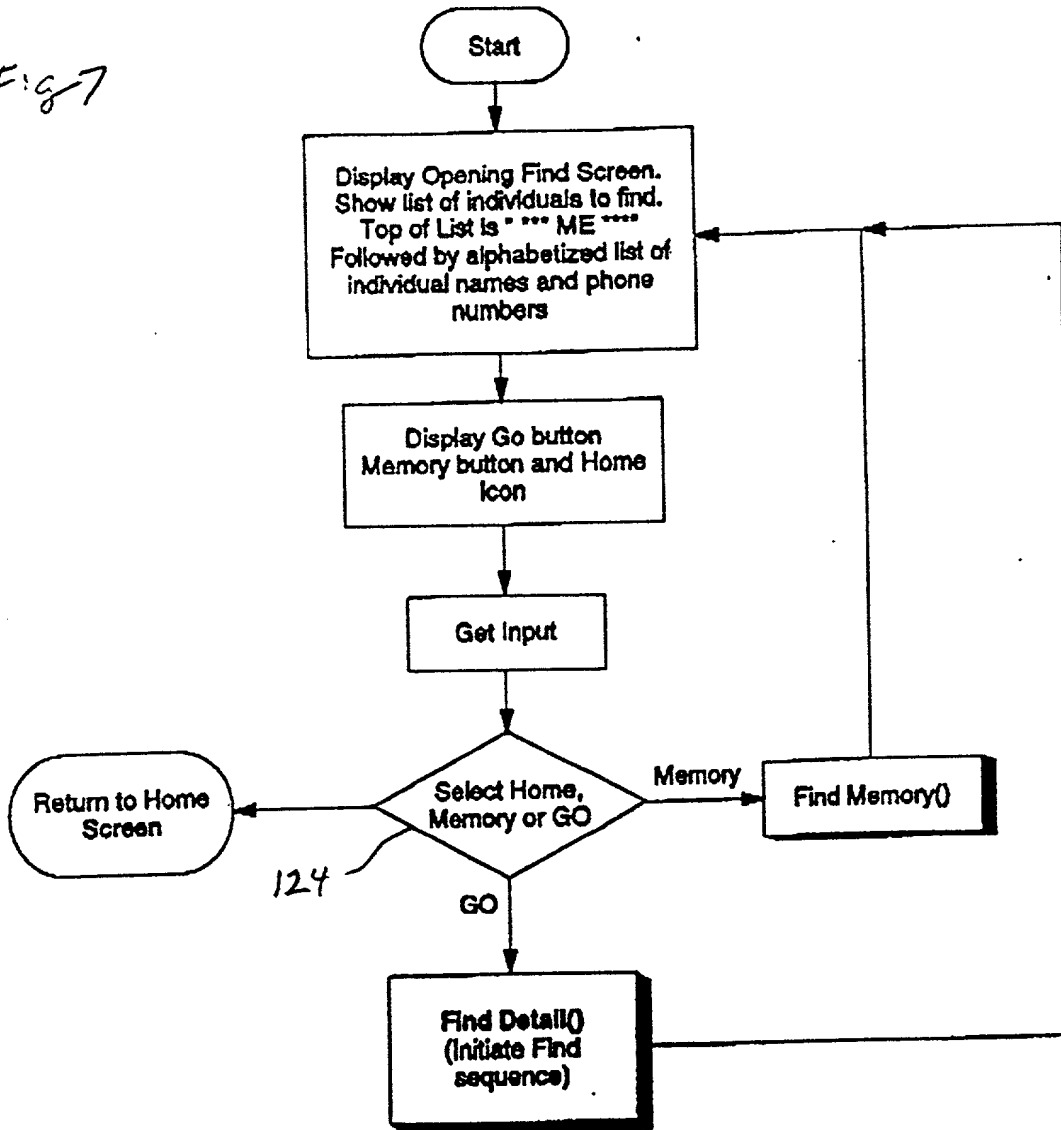 Fig 7
Start
Display Opening Find Screen.
Show list of individuals to find.
Top of List is " *** ME ****
Followed by alphabetized list of
individual names and phone
numbers
Display Go button
Memory button and Home
Icon
Get Input
Select Home,
Memory or GO
Memory
Find Memory()
Return to Home
Screen
124
GO
Find Detail()
(Initiate Find
sequence)